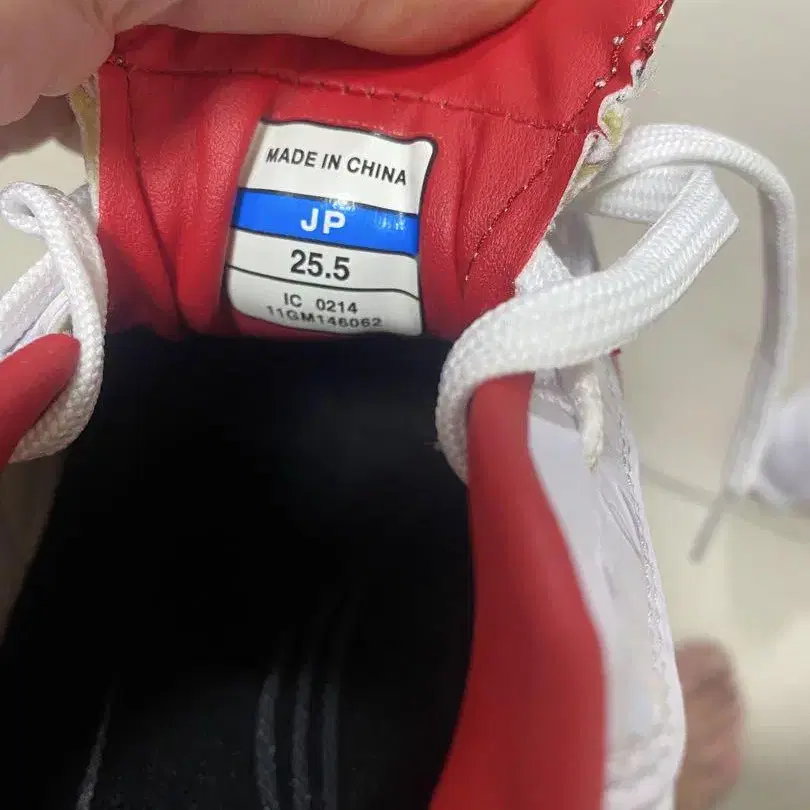 MADE IN CHINA
JP
25.5
IC 0214
11GM146062